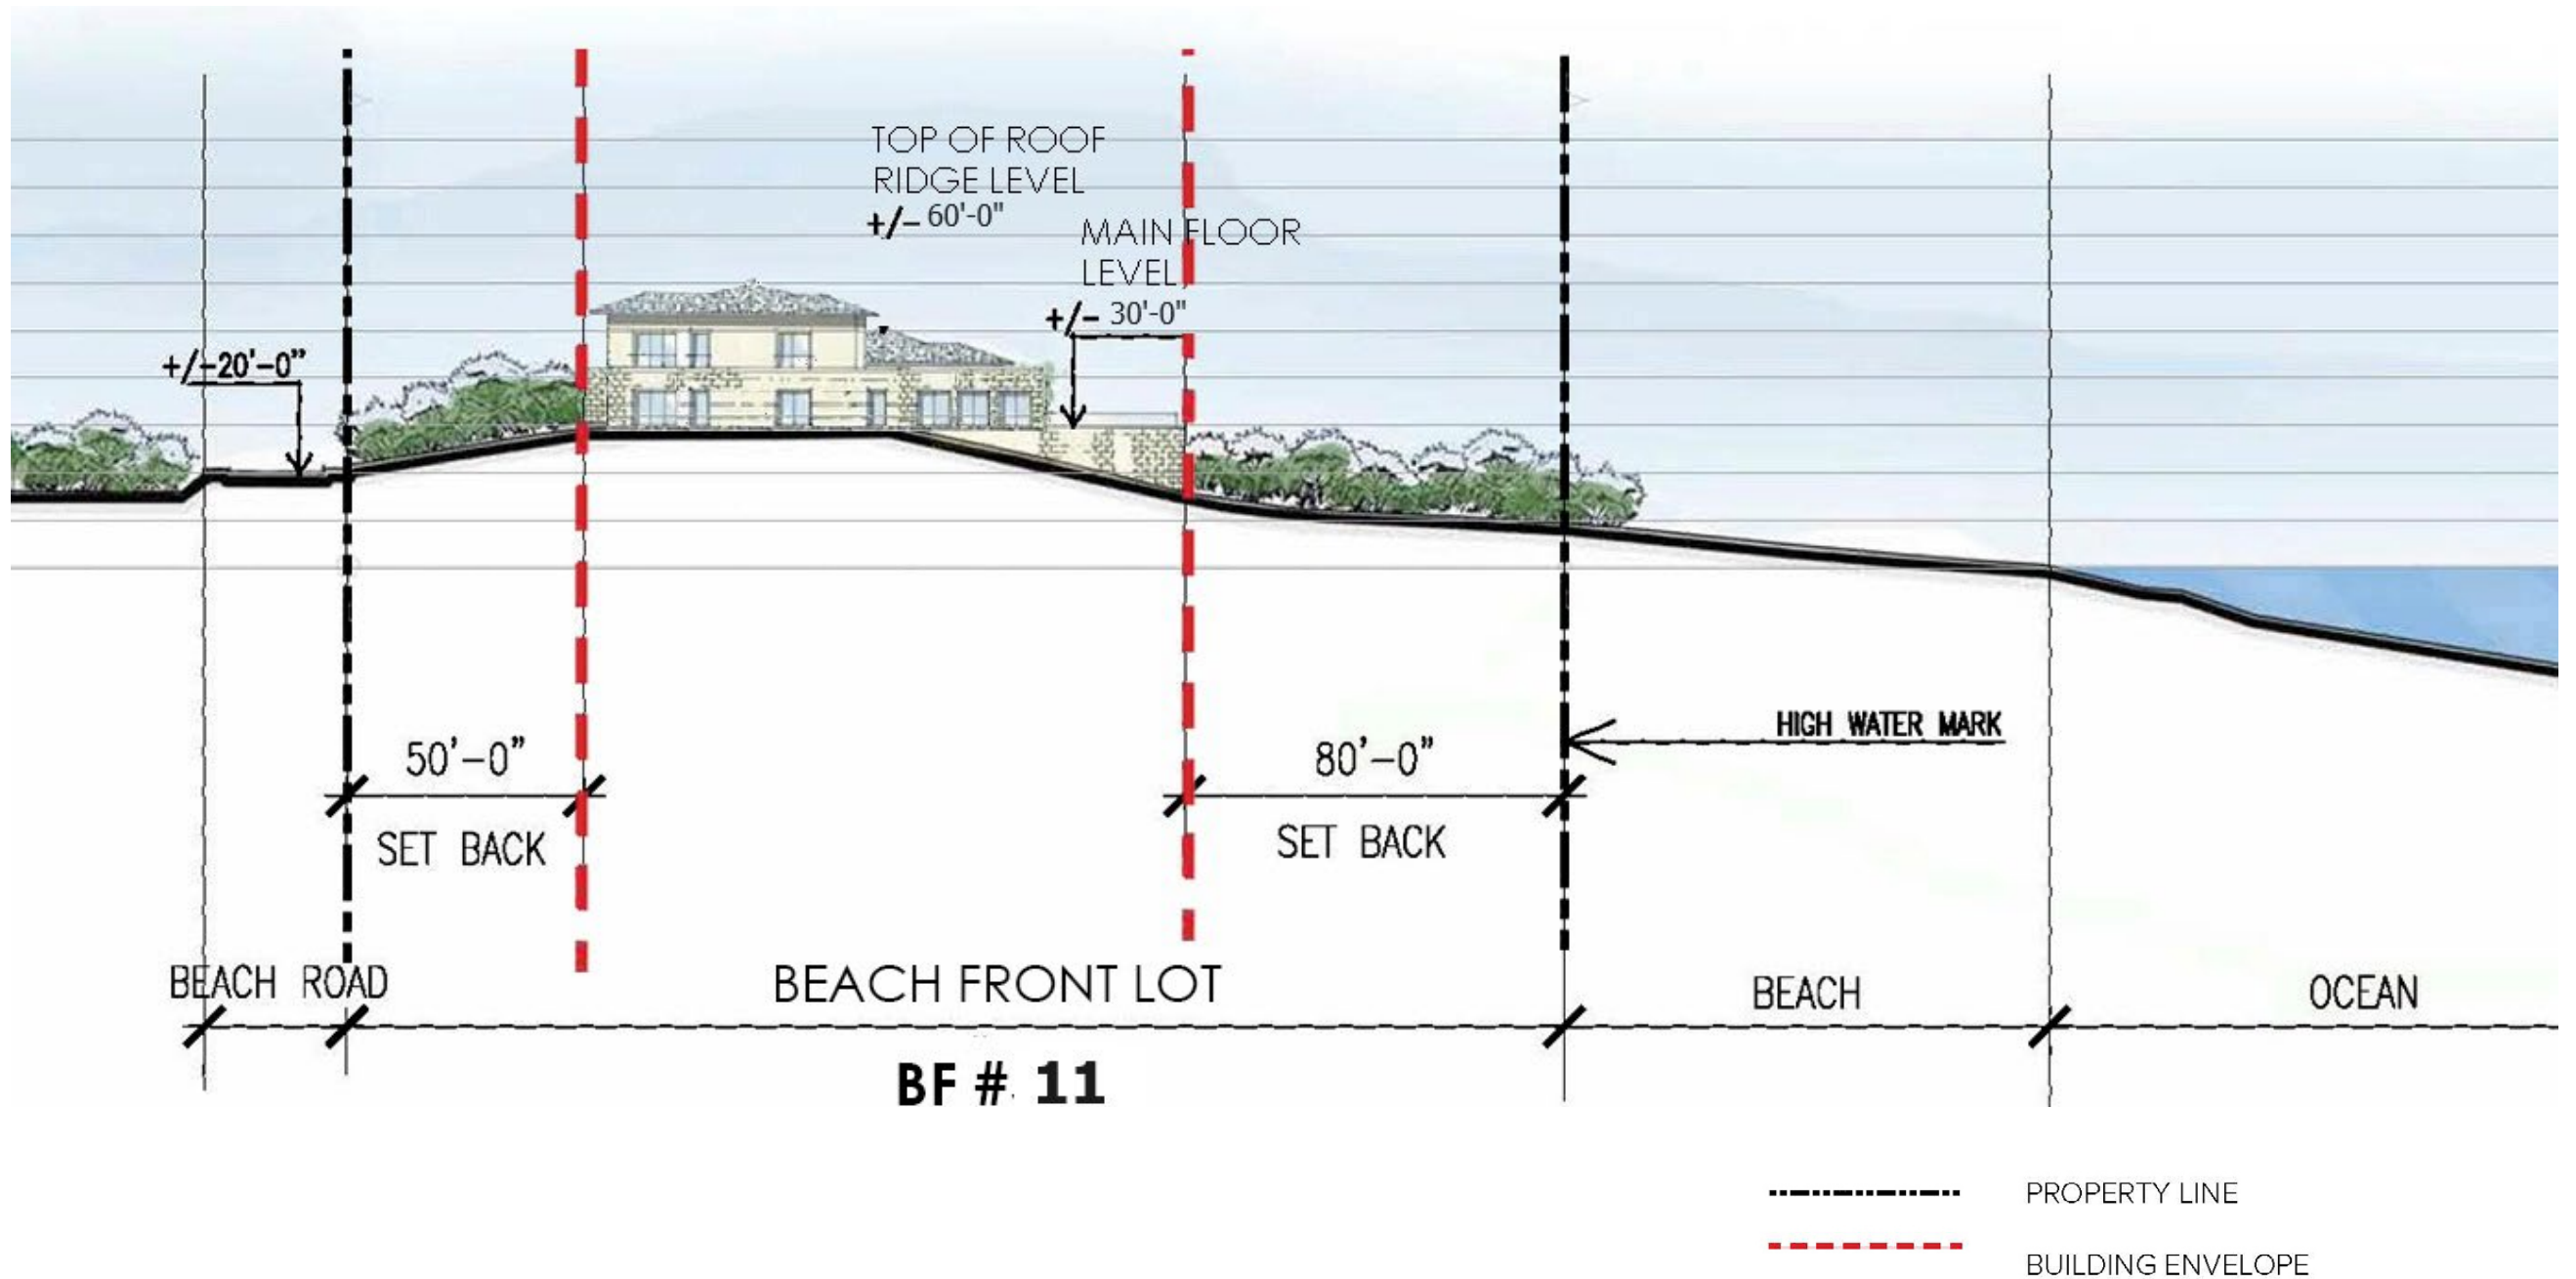 TOP OF ROOF
RIDGE LEVEL
+/- 60'-0"
MAIN FLOOR
LEVEL
+/- 30'-0"
+/-20'-0"
50'-0"
SET BACK
80'-0"
SET BACK
HIGH WATER MARK
BEACH ROAD
BEACH FRONT LOT
BEACH
OCEAN
BF # 11
PROPERTY LINE
BUILDING ENVELOPE